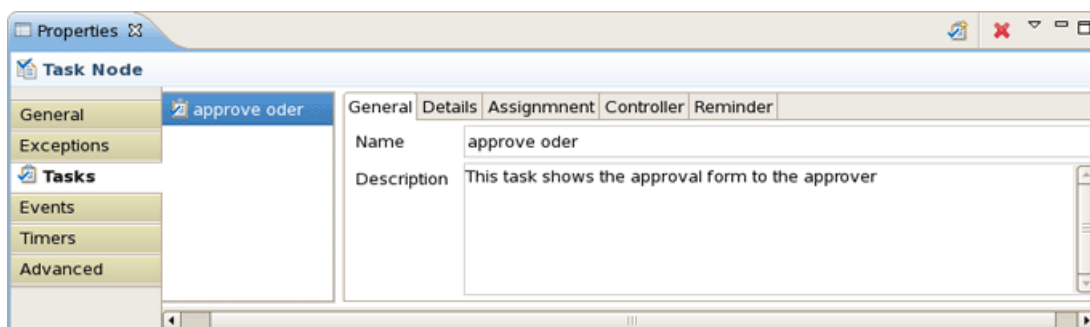 Properties
Task Node
General
Exceptions
Tasks
Events
Timers
Advanced
approve oder
General Details Assignmnent Controller Reminder
Name approve oder
Description This task shows the approval form to the approver